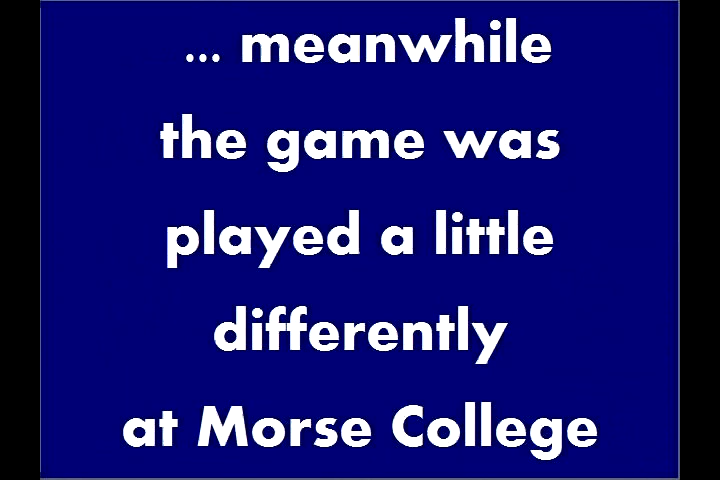 ... meanwhile
the game was
played a little
differently
at Morse College